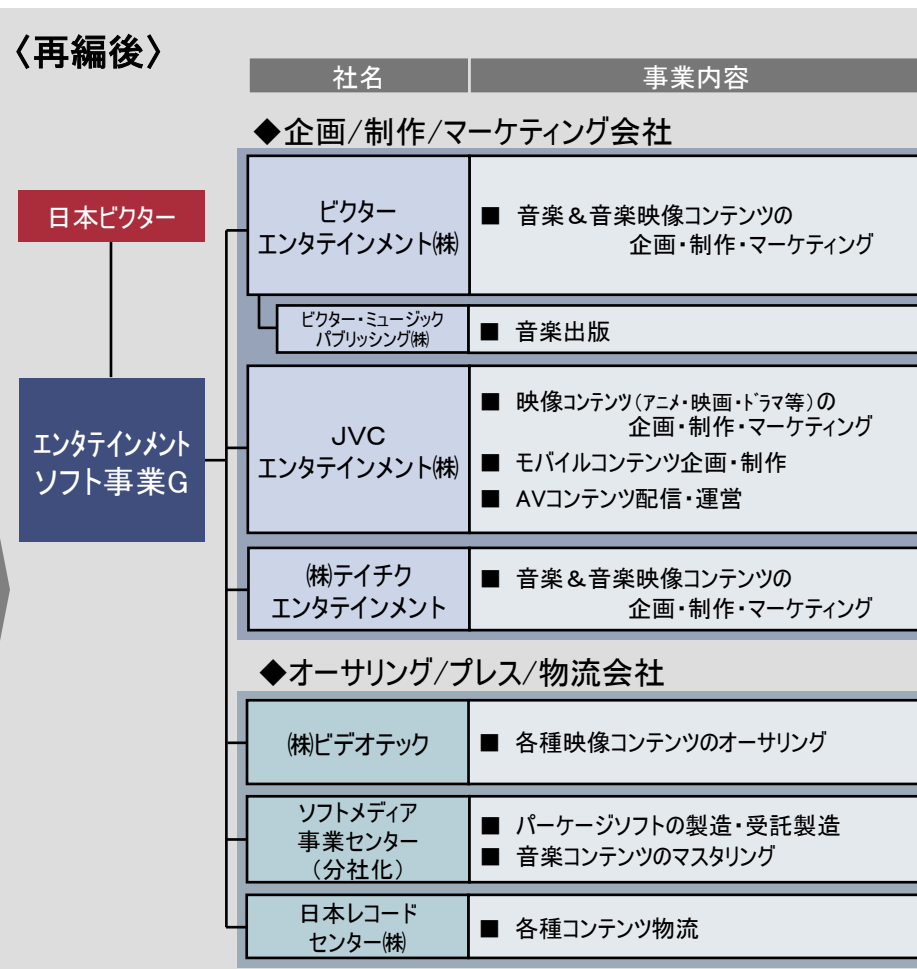 〈再編後〉
社名
事業内容
◆企画/制作/マーケティング会社
日本ビクター
エンタテインメント
ソフト事業G
ビクター
エンタテインメント㈱
■ 音楽&音楽映像コンテンツの
企画・制作・マーケティング
ビクター・ミュージック
パブリッシング㈱
■ 音楽出版
JVC
エンタテインメント㈱
■ 映像コンテンツ(アニメ・映画・ドラマ等)の
企画・制作・マーケティング
■ モバイルコンテンツ企画・制作
■ AVコンテンツ配信・運営
㈱テイチク
エンタテインメント
■ 音楽&音楽映像コンテンツの
企画・制作・マーケティング
◆オーサリング/プレス/物流会社
㈱ビデオテック
■ 各種映像コンテンツのオーサリング
ソフトメディア
事業センター
(分社化)
■ パーケージソフトの製造・受託製造
■ 音楽コンテンツのマスタリング
日本レコード
センター㈱
■ 各種コンテンツ物流